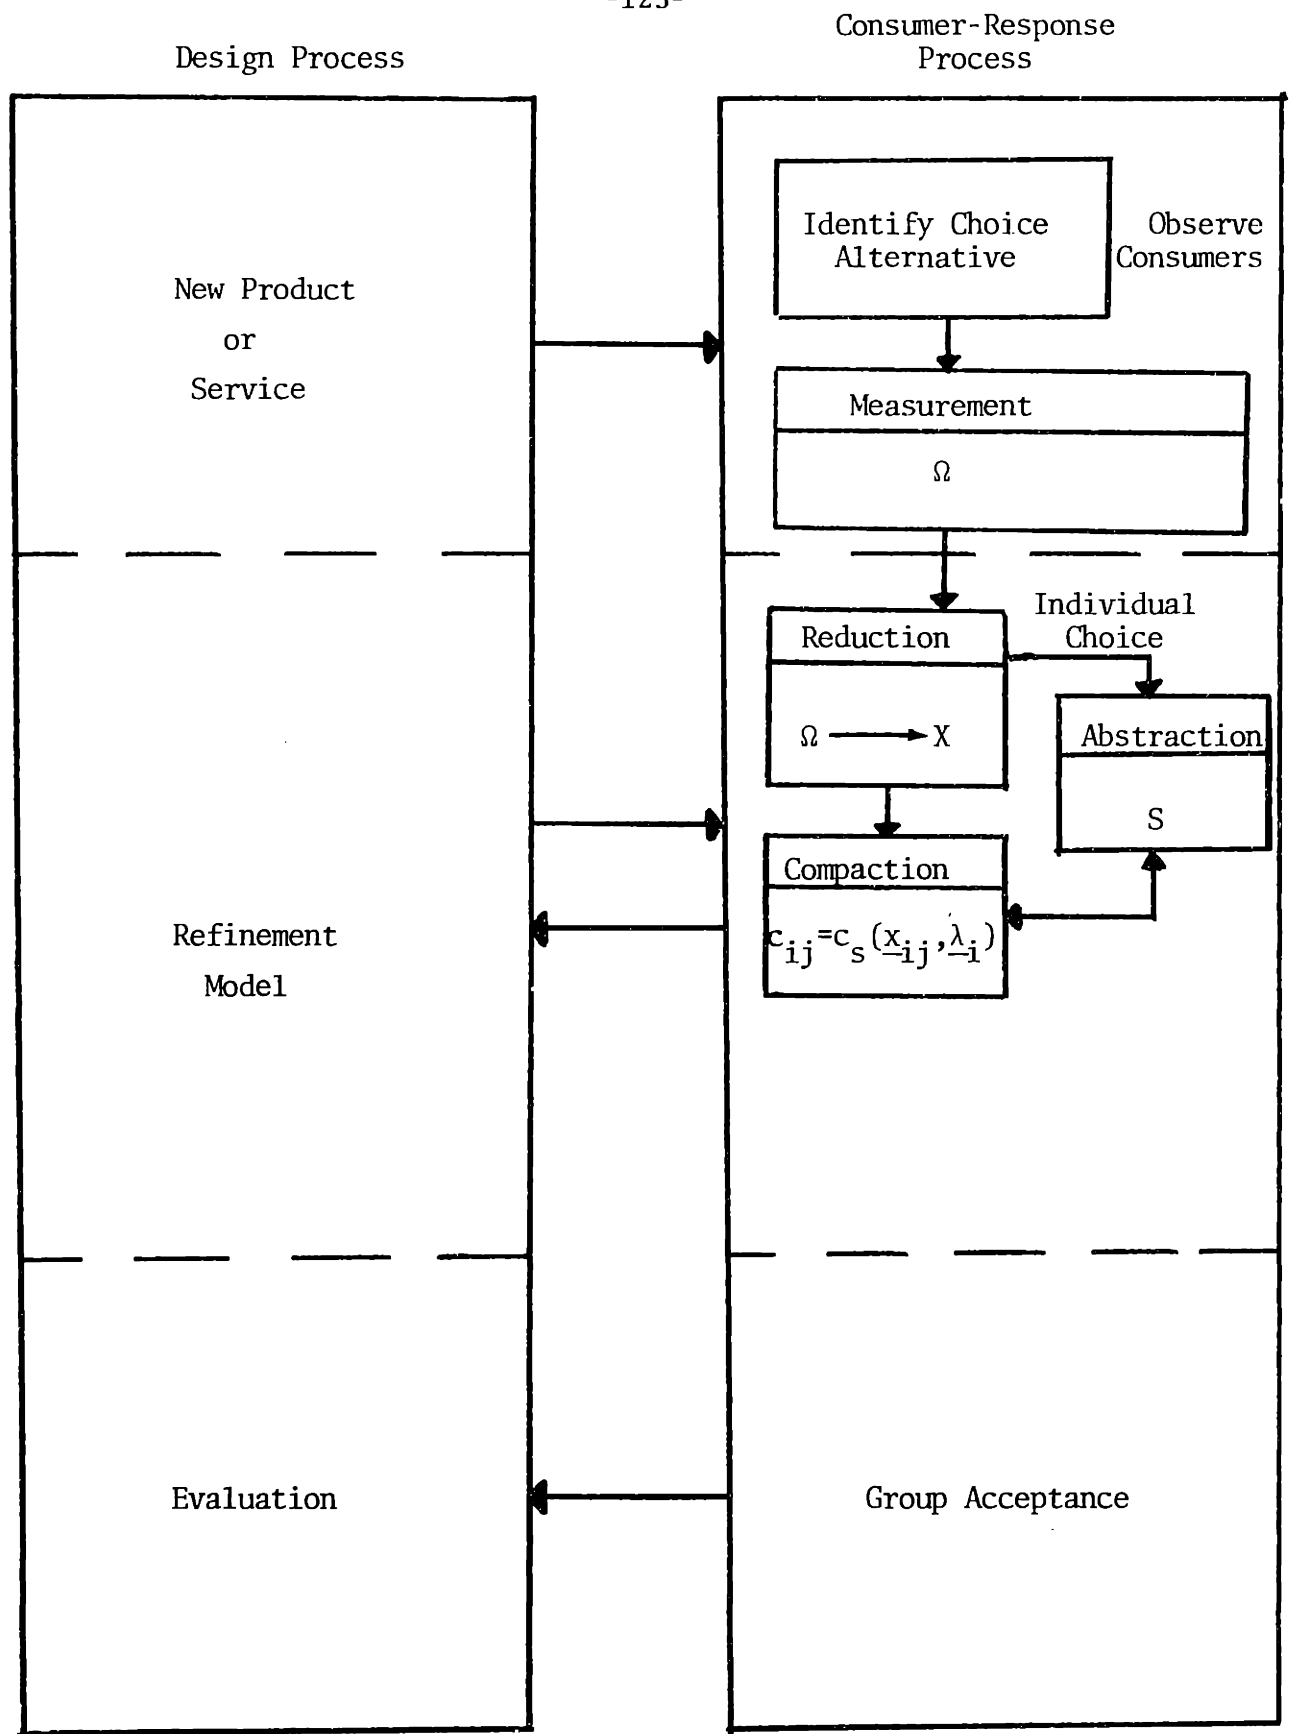 -123-
Design Process
Consumer-Response
Process
New Product
or
Service
Identify Choice
Alternative
Observe
Consumers
Measurement
Ω
Refinement
Model
Individual
Choice
Reduction
Ω → X
Abstraction
S
Compaction
c_ij=c_s(x_ij,λ_i)
Evaluation
Group Acceptance